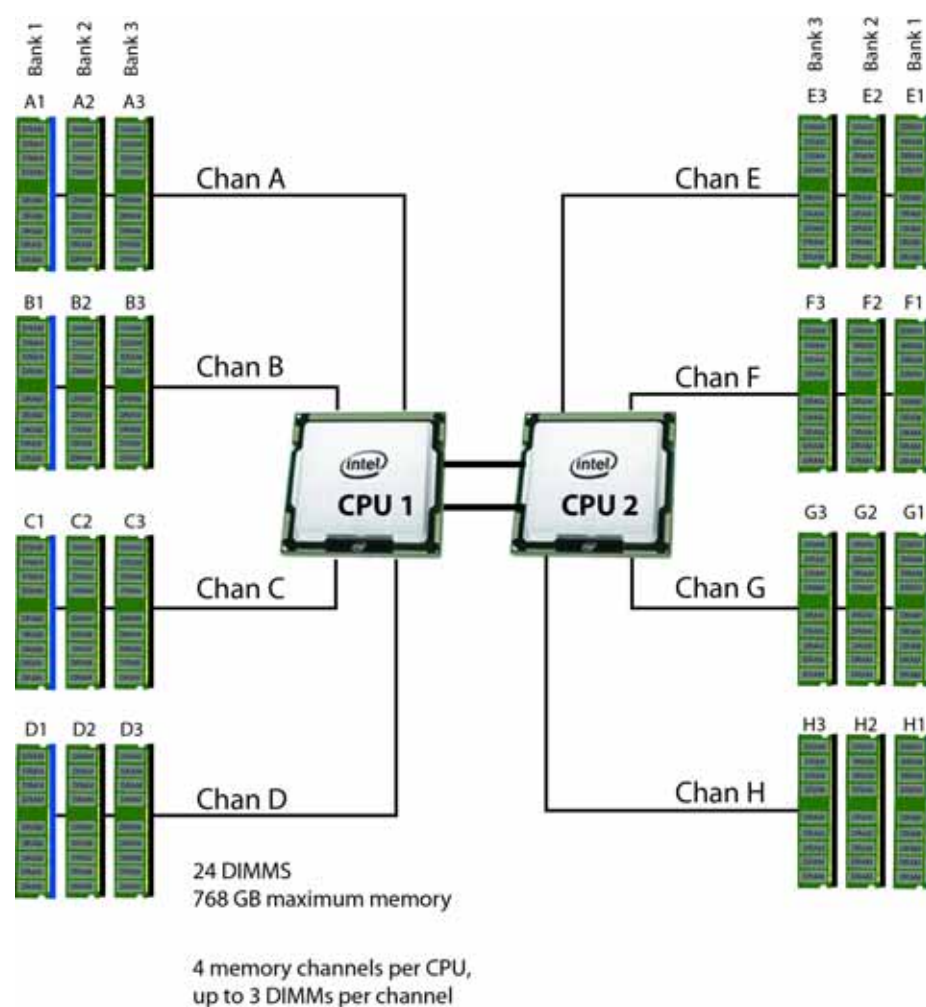 Bank 1
Bank 2
Bank 3
Bank 3
Bank 2
Bank 1
A1 A2 A3
E3 E2 E1
Chan A
Chan E
B1 B2 B3
F3 F2 F1
Chan B
Chan F
intel
CPU 1
intel
CPU 2
C1 C2 C3
G3 G2 G1
Chan C
Chan G
D1 D2 D3
H3 H2 H1
Chan D
Chan H
24 DIMMS
768 GB maximum memory
4 memory channels per CPU,
up to 3 DIMMs per channel